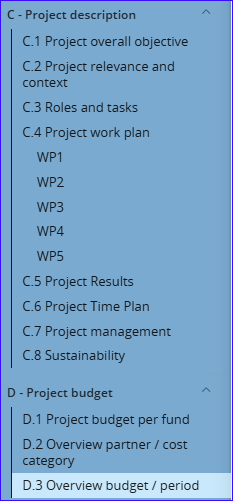 C - Project description
C.1 Project overall objective
C.2 Project relevance and
context
C.3 Roles and tasks
C.4 Project work plan
WP1
WP2
WP3
WP4
WP5
C.5 Project Results
C.6 Project Time Plan
C.7 Project management
C.8 Sustainability
D - Project budget
D.1 Project budget per fund
D.2 Overview partner / cost
category
D.3 Overview budget / period